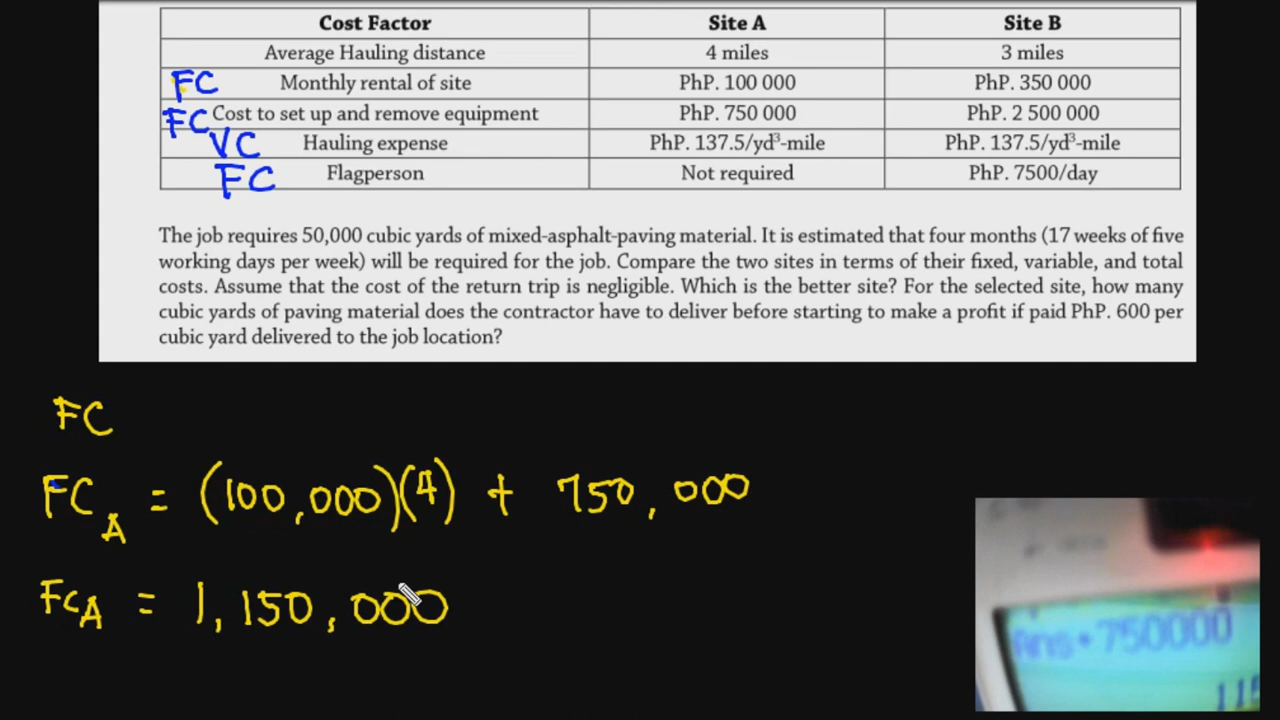 Cost Factor Site A Site B
Average Hauling distance 4 miles 3 miles
FC Monthly rental of site PhP. 100 000 PhP. 350 000
FC Cost to set up and remove equipment PhP. 750 000 PhP. 2 500 000
VC Hauling expense PhP. 137.5/yd³-mile PhP. 137.5/yd³-mile
FC Flagperson Not required PhP. 7500/day
The job requires 50,000 cubic yards of mixed-asphalt-paving material. It is estimated that four months (17 weeks of five
working days per week) will be required for the job. Compare the two sites in terms of their fixed, variable, and total
costs. Assume that the cost of the return trip is negligible. Which is the better site? For the selected site, how many
cubic yards of paving material does the contractor have to deliver before starting to make a profit if paid PhP. 600 per
cubic yard delivered to the job location?
FC
FC A = (100,000)(4) + 750,000
FC A = 1,150,000
Ans+750000
115